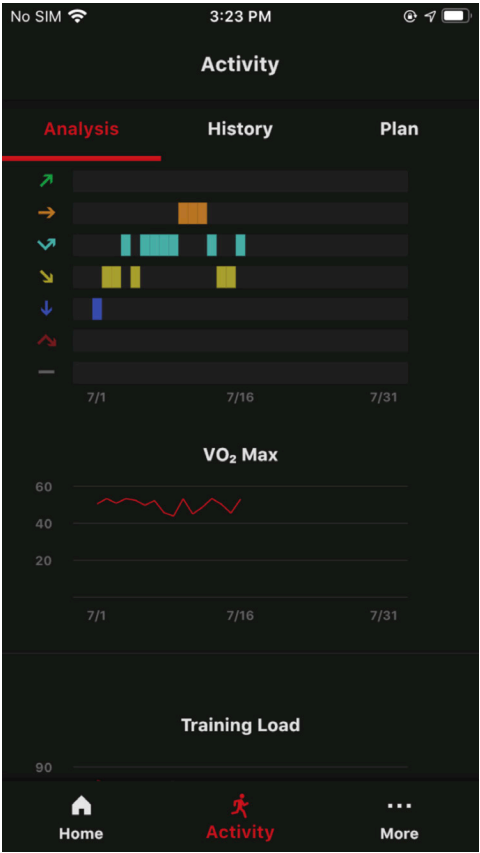 No SIM 3:23 PM
Activity
Analysis History Plan
7/1 7/16 7/31
VO₂ Max
60
40
20
7/1 7/16 7/31
Training Load
90
Home Activity More